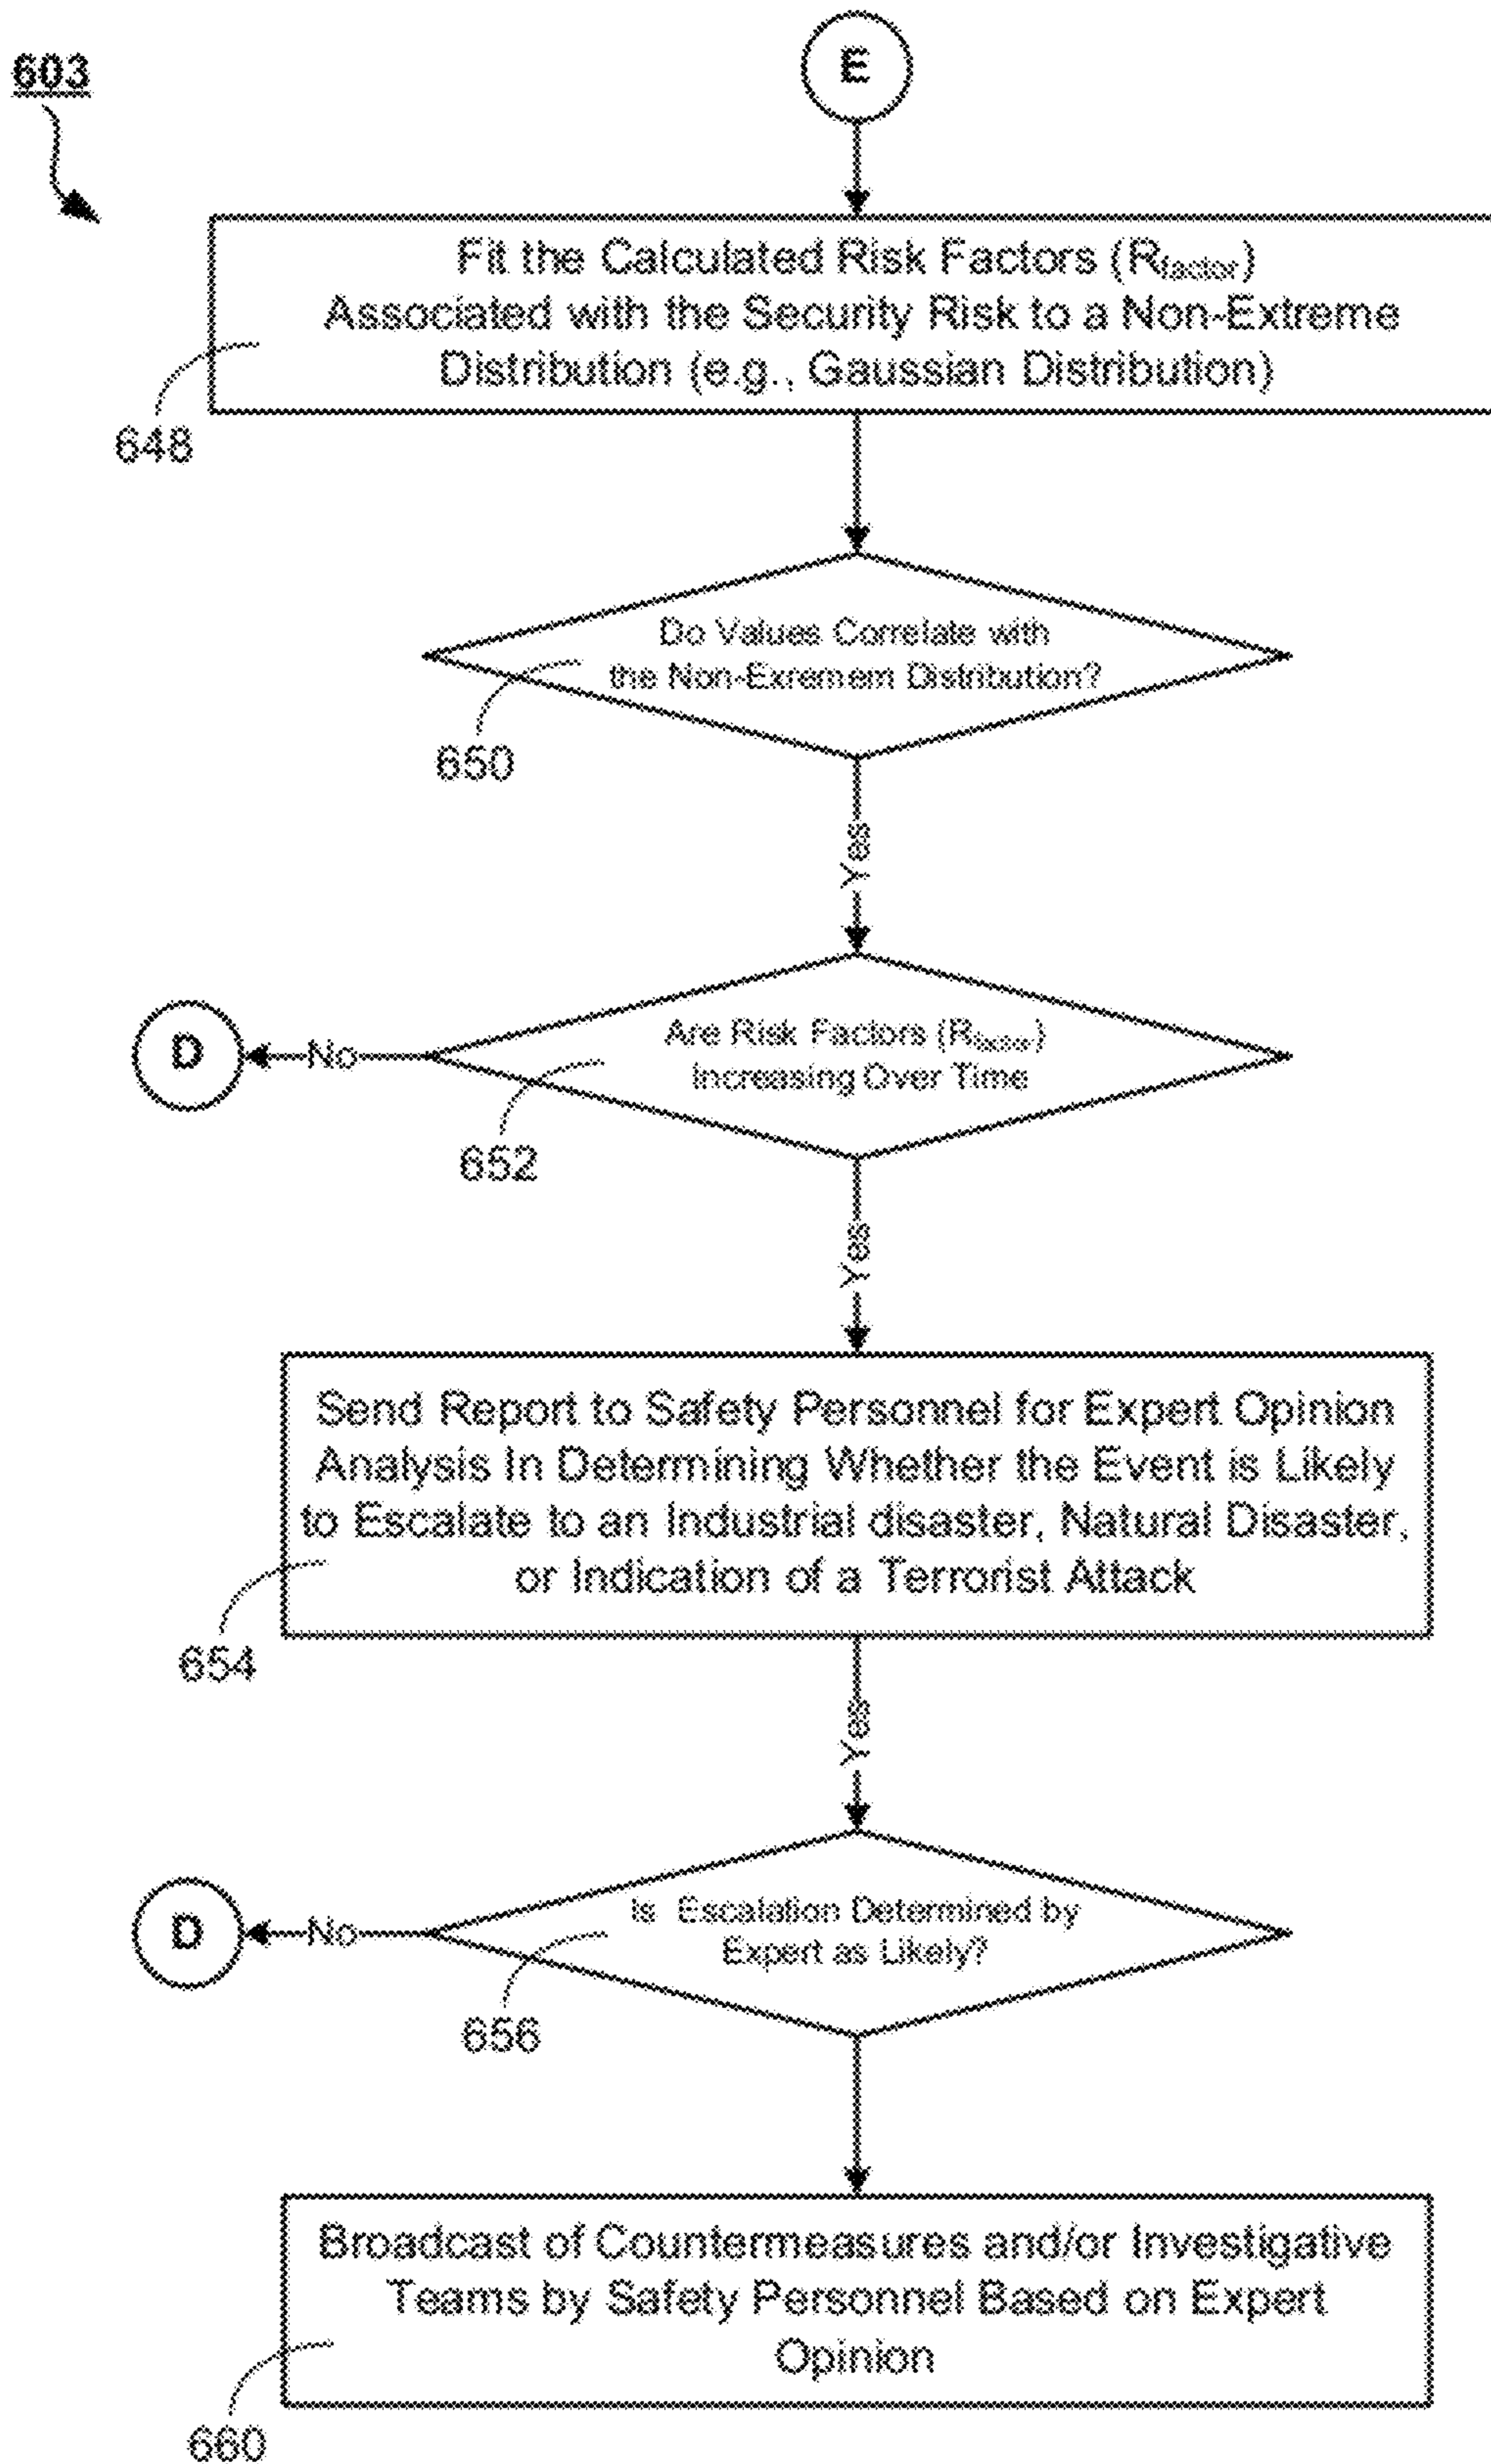 603
E
Fit the Calculated Risk Factors (Rfactor)
Associated with the Security Risk to a Non-Extreme
Distribution (e.g., Gaussian Distribution)
648
Do Values Correlate with
the Non-Exremem Distribution?
650
Yes
Are Risk Factors (Rfactor)
Increasing Over Time
D
No
652
Yes
Send Report to Safety Personnel for Expert Opinion
Analysis In Determining Whether the Event is Likely
to Escalate to an Industrial disaster, Natural Disaster,
or Indication of a Terrorist Attack
654
Yes
Is Escalation Determined by
Expert as Likely?
D
No
656
Broadcast of Countermeasures and/or Investigative
Teams by Safety Personnel Based on Expert
Opinion
660